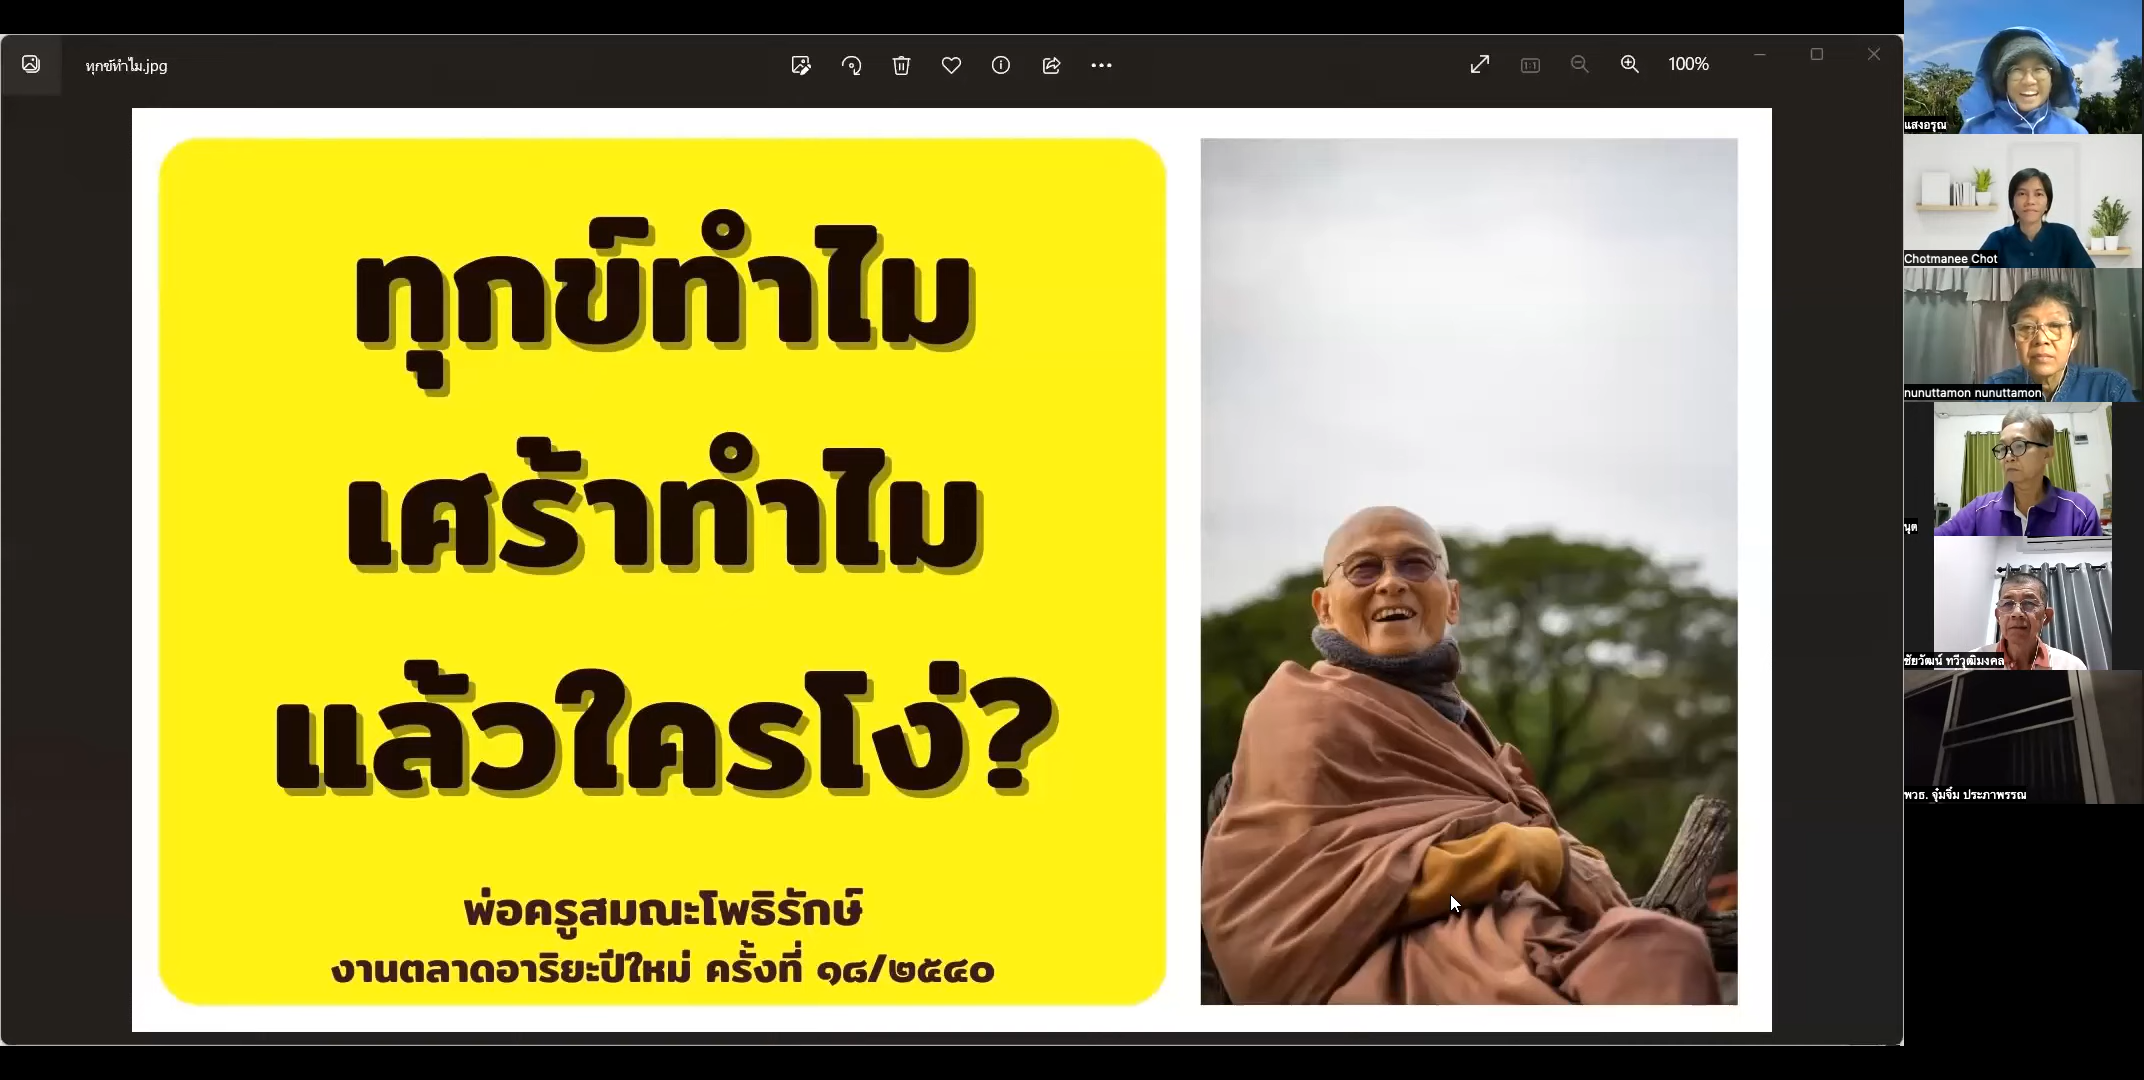 ทุกข์ทำไม.jpg
100%
ทุกข์ทำไม
เศร้าทำไม
แล้วใครโง่?
พ่อครูสมณะโพธิรักษ์
งานตลาดอาริยะปีใหม่ ครั้งที่ ๑๘/๒๕๔๐
แสงอรุณ
Chotmanee Chot
nunuttamon nunuttamon
นุต
ชัยวัฒน์ ทวีวุฒิมงคล
พวธ. จุ๋มจิ๋ม ประภาพรรณ